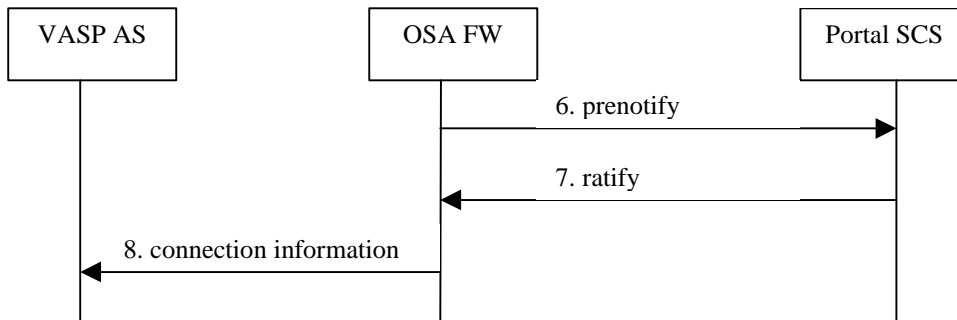 VASP AS
OSA FW
Portal SCS
6. prenotify
7. ratify
8. connection information